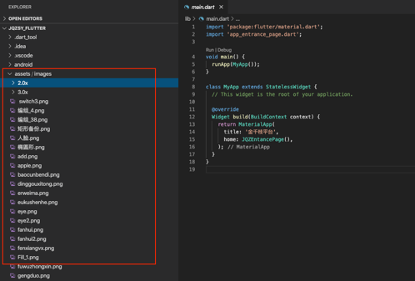 EXPLORER
OPEN EDITORS
JQZSY_FLUTTER
.dart_tool
.idea
.vscode
android
assets / images
2.0x
3.0x
switch3.png
编组_4.png
编组_38.png
矩形备份.png
人脸.png
椭圆形.png
add.png
apple.png
baocunbendi.png
dinggoudtong.png
erweima.png
eukushenhe.png
eye.png
eye2.png
fanhui.png
fanhui2.png
fenxiangvx.png
Fill_1.png
fuwuzhongxin.png
gengduo.png
main.dart
lib > main.dart > ...
1 import 'package:flutter/material.dart';
2 import 'app_entrance_page.dart';
3
Run | Debug
4 void main() {
5 runApp(MyApp());
6 }
7
8 class MyApp extends StatelessWidget {
9 // This widget is the root of your application.
10
11 @override
12 Widget build(BuildContext context) {
13 return MaterialApp(
14 title: '金千枝平台',
15 home: JQZEntancePage(),
16 ); // MaterialApp
17 }
18 }
19